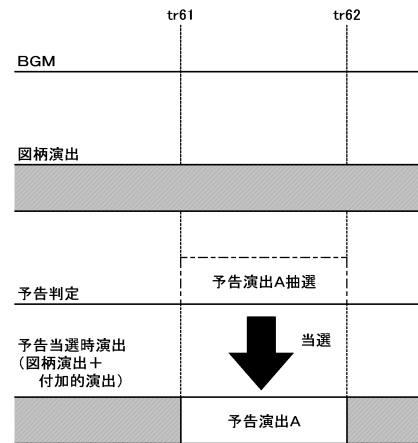 tr61 tr62
BGM
図柄演出
予告演出A抽選
予告判定
予告当選時演出
(図柄演出＋
付加的演出)
当選
予告演出A